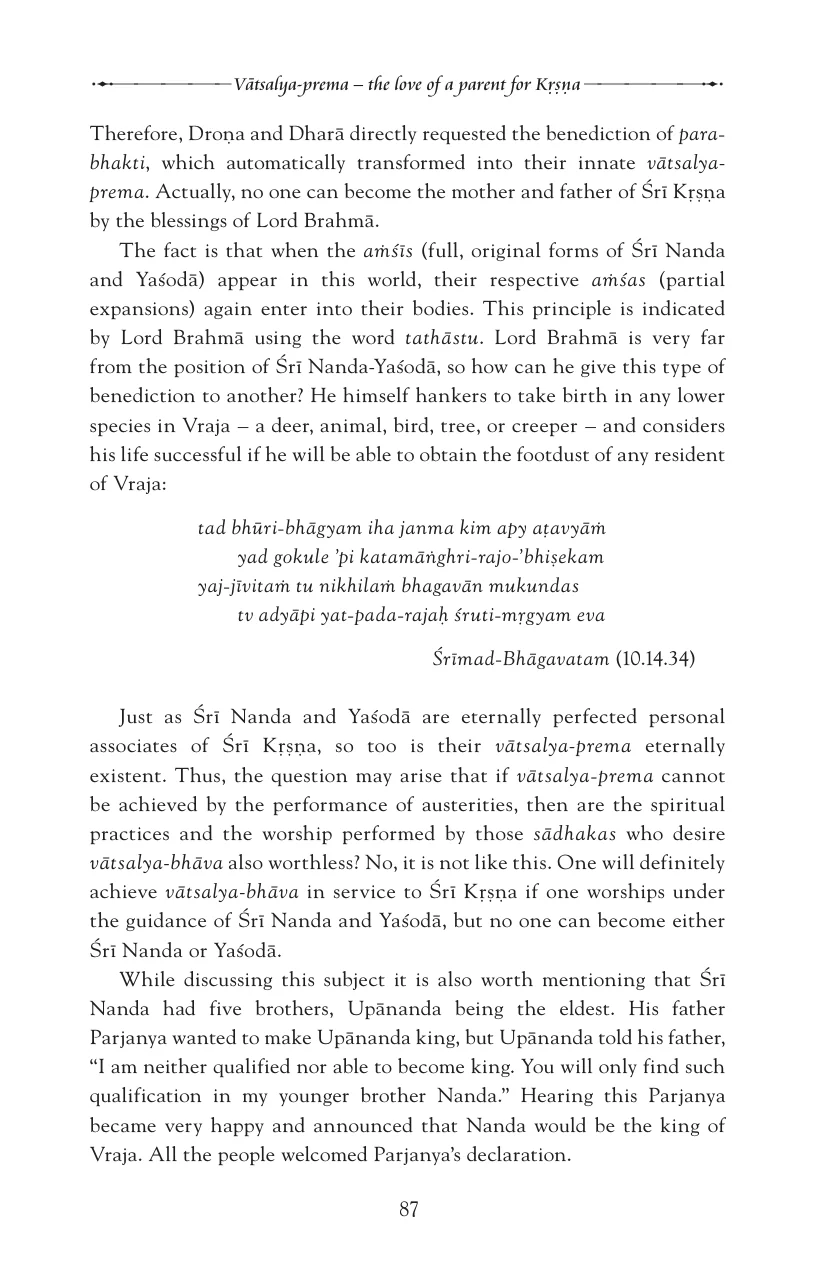 Vātsalya-prema – the love of a parent for Kṛṣṇa
Therefore, Droṇa and Dharā directly requested the benediction of para-
bhakti, which automatically transformed into their innate vātsalya-
prema. Actually, no one can become the mother and father of Śrī Kṛṣṇa
by the blessings of Lord Brahmā.
The fact is that when the aṁśīs (full, original forms of Śrī Nanda
and Yaśodā) appear in this world, their respective aṁśas (partial
expansions) again enter into their bodies. This principle is indicated
by Lord Brahmā using the word tathāstu. Lord Brahmā is very far
from the position of Śrī Nanda-Yaśodā, so how can he give this type of
benediction to another? He himself hankers to take birth in any lower
species in Vraja – a deer, animal, bird, tree, or creeper – and considers
his life successful if he will be able to obtain the footdust of any resident
of Vraja:
tad bhūri-bhāgyam iha janma kim apy aṭavyāṁ
yad gokule ’pi katamāṅghri-rajo-’bhiṣekam
yaj-jīvitaṁ tu nikhilaṁ bhagavān mukundas
tv adyāpi yat-pada-rajaḥ śruti-mṛgyam eva
Śrīmad-Bhāgavatam (10.14.34)
Just as Śrī Nanda and Yaśodā are eternally perfected personal
associates of Śrī Kṛṣṇa, so too is their vātsalya-prema eternally
existent. Thus, the question may arise that if vātsalya-prema cannot
be achieved by the performance of austerities, then are the spiritual
practices and the worship performed by those sādhakas who desire
vātsalya-bhāva also worthless? No, it is not like this. One will definitely
achieve vātsalya-bhāva in service to Śrī Kṛṣṇa if one worships under
the guidance of Śrī Nanda and Yaśodā, but no one can become either
Śrī Nanda or Yaśodā.
While discussing this subject it is also worth mentioning that Śrī
Nanda had five brothers, Upānanda being the eldest. His father
Parjanya wanted to make Upānanda king, but Upānanda told his father,
“I am neither qualified nor able to become king. You will only find such
qualification in my younger brother Nanda.” Hearing this Parjanya
became very happy and announced that Nanda would be the king of
Vraja. All the people welcomed Parjanya’s declaration.
87